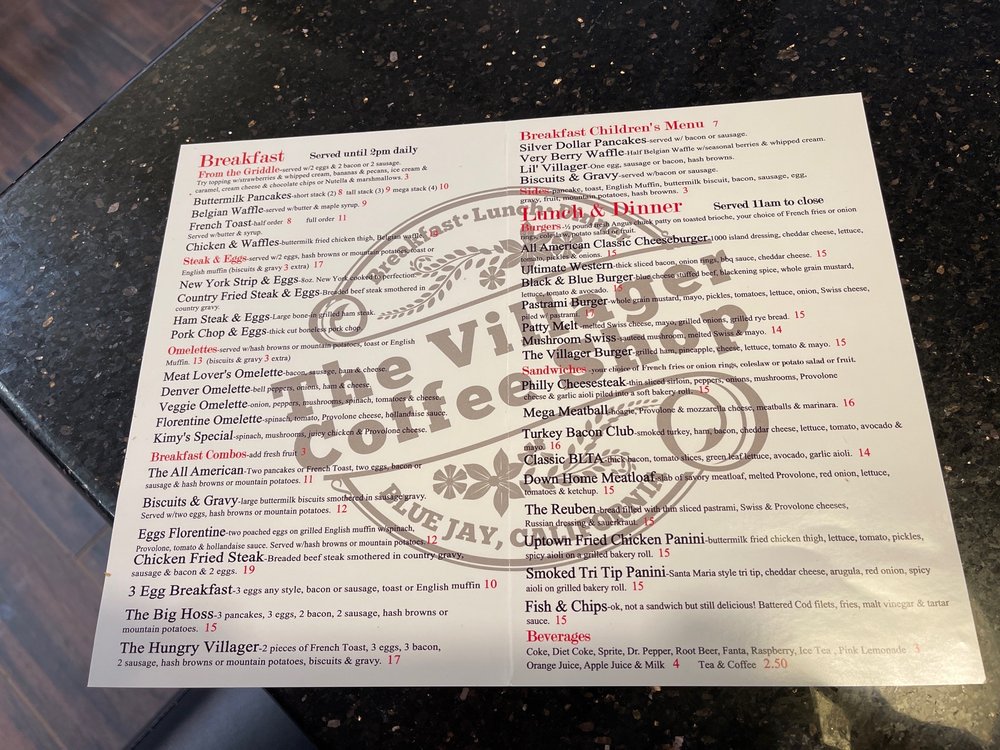 Breakfast Served until 2pm daily
From the Griddle-served w/2 eggs & 2 bacon or 2 sausage.
Try topping w/strawberries & whipped cream, bananas & pecans, ice cream &
caramel, cream cheese & chocolate chips or Nutella & marshmallows. 3
Buttermilk Pancakes-short stack (2) 8 tall stack (3) 9 mega stack (4) 10
Belgian Waffle-served w/butter & maple syrup. 9
French Toast-half order 8 full order 11
Served w/butter & syrup.
Chicken & Waffles-buttermilk fried chicken thigh, Belgian waffle.
Steak & Eggs-served w/2 eggs, hash browns or mountain potatoes, toast or
English muffin (biscuits & gravy 3 extra) 17
New York Strip & Eggs-8oz. New York cooked to perfection.
Country Fried Steak & Eggs-Breaded beef steak smothered in
country gravy.
Ham Steak & Eggs-Large bone-in grilled ham steak.
Pork Chop & Eggs-thick cut boneless pork chop.
Omelettes-served w/hash browns or mountain potatoes, toast or English
Muffin. 13 (biscuits & gravy 3 extra)
Meat Lover's Omelette-bacon, sausage, ham & cheese.
Denver Omelette-bell peppers, onions, ham & cheese.
Veggie Omelette-onion, peppers, mushrooms, spinach, tomatoes & cheese.
Florentine Omelette-spinach, tomato, Provolone cheese, hollandaise sauce.
Kimy's Special-spinach, mushrooms, juicy chicken & Provolone cheese.
Breakfast Combos-add fresh fruit 3
The All American-Two pancakes or French Toast, two eggs, bacon or
sausage & hash browns or mountain potatoes. 11
Biscuits & Gravy-large buttermilk biscuits smothered in sausage gravy.
Served w/two eggs, hash browns or mountain potatoes. 12
Eggs Florentine-two poached eggs on grilled English muffin w/spinach,
Provolone, tomato & hollandaise sauce. Served w/hash browns or mountain potatoes. 12
Chicken Fried Steak-Breaded beef steak smothered in country gravy,
sausage & bacon & 2 eggs. 19
3 Egg Breakfast-3 eggs any style, bacon or sausage, toast or English muffin 10
The Big Hoss-3 pancakes, 3 eggs, 2 bacon, 2 sausage, hash browns or
mountain potatoes. 15
The Hungry Villager-2 pieces of French Toast, 3 eggs, 3 bacon,
2 sausage, hash browns or mountain potatoes, biscuits & gravy. 17
Breakfast Children's Menu 7
Silver Dollar Pancakes-served w/ bacon or sausage.
Very Berry Waffle-Half Belgian Waffle w/seasonal berries & whipped cream.
Lil' Villager-One egg, sausage or bacon, hash browns.
Biscuits & Gravy-served w/bacon or sausage.
Sides-pancake, toast, English Muffin, buttermilk biscuit, bacon, sausage, egg,
gravy, fruit, mountain potatoes, hash browns. 3
Lunch & Dinner Served 11am to close
Burgers-½ pound fresh Angus chuck patty on toasted brioche, your choice of French fries or onion
rings, coleslaw, potato salad or fruit.
All American Classic Cheeseburger-1000 island dressing, cheddar cheese, lettuce,
tomato, pickles & onions. 15
Ultimate Western-thick sliced bacon, onion rings, bbq sauce, cheddar cheese. 15
Black & Blue Burger-blue cheese stuffed beef, blackening spice, whole grain mustard,
lettuce, tomato & avocado. 15
Pastrami Burger-whole grain mustard, mayo, pickles, tomatoes, lettuce, onion, Swiss cheese,
piled w/ pastrami. 17
Patty Melt-melted Swiss cheese, mayo, grilled onions, grilled rye bread. 15
Mushroom Swiss-sauteed mushrooms, melted Swiss & mayo. 14
The Villager Burger-grilled ham, pineapple, cheese, lettuce, tomato & mayo. 15
Sandwiches-your choice of French fries or onion rings, coleslaw or potato salad or fruit.
Philly Cheesesteak-thin sliced sirloin, peppers, onions, mushrooms, Provolone
cheese & garlic aioli piled into a soft bakery roll. 15
Mega Meatball-hoagie, Provolone & mozzarella cheese, meatballs & marinara. 16
Turkey Bacon Club-smoked turkey, ham, bacon, cheddar cheese, lettuce, tomato, avocado &
mayo. 16
Classic BLTA-thick bacon, tomato slices, green leaf lettuce, avocado, garlic aioli. 14
Down Home Meatloaf-slab of savory meatloaf, melted Provolone, red onion, lettuce,
tomatoes & ketchup. 15
The Reuben-bread filled with thin sliced pastrami, Swiss & Provolone cheeses,
Russian dressing & sauerkraut. 15
Uptown Fried Chicken Panini-buttermilk fried chicken thigh, lettuce, tomato, pickles,
spicy aioli on a grilled bakery roll. 15
Smoked Tri Tip Panini-Santa Maria style tri tip, cheddar cheese, arugula, red onion, spicy
aioli on grilled bakery roll. 15
Fish & Chips-ok, not a sandwich but still delicious! Battered Cod filets, fries, malt vinegar & tartar
sauce. 15
Beverages
Coke, Diet Coke, Sprite, Dr. Pepper, Root Beer, Fanta, Raspberry, Ice Tea , Pink Lemonade 3
Orange Juice, Apple Juice & Milk 4 Tea & Coffee 2.50
Breakfast • Lunch
The Villager
Coffee Shop
BLUE JAY, CALIFORNIA